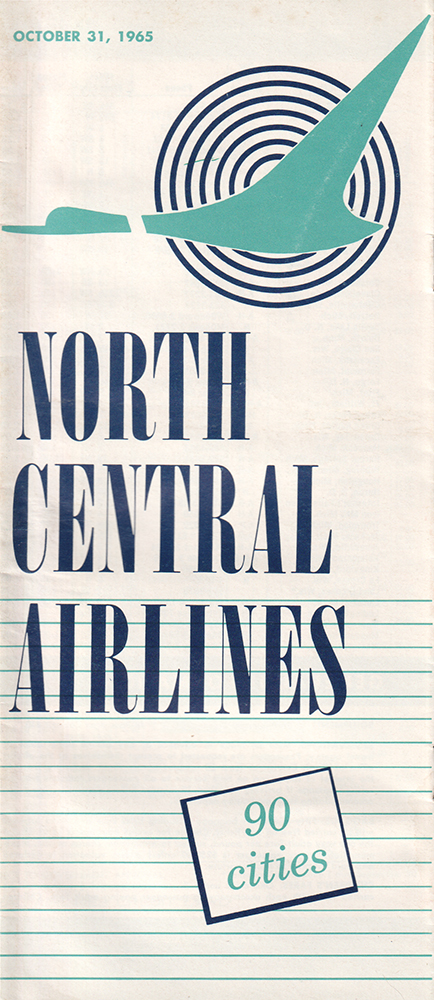 OCTOBER 31, 1965
NORTH
CENTRAL
AIRLINES
90
cities